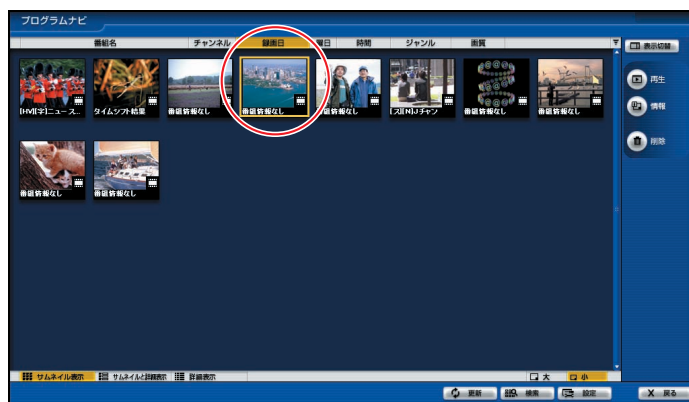 プログラムナビ
番組名 チャンネル 録画日 曜日 時間 ジャンル 画質
表示切替
再生
情報
削除
[HV][字]ニュース... タイムシフト結果 番組情報なし 番組情報なし 番組情報なし [ス][N]Jチャン 番組情報なし 番組情報なし
番組情報なし 番組情報なし
サムネイル表示 サムネイルと詳細表示 詳細表示 大 小
更新 検索 設定 X 戻る